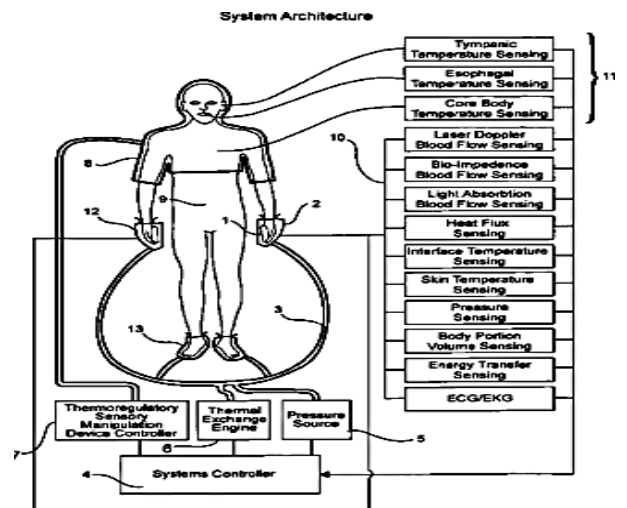 System Architecture
Tympanic
Temperature Sensing
Esophagal
Temperature Sensing
Core Body
Temperature Sensing
11
10
Laser Doppler
Blood Flow Sensing
Bio-Impedence
Blood Flow Sensing
Light Absorbtion
Blood Flow Sensing
Heat Flux
Sensing
Interface Temperature
Sensing
Skin Temperature
Sensing
Pressure
Sensing
Body Portion
Volume Sensing
Energy Transfer
Sensing
ECG/EKG
8
12
9
1
2
3
13
Thermoregulatory
Sensory
Manipulation
Device Controller
7
Thermal
Exchange
Engine
6
Pressure
Source
5
4
Systems Controller